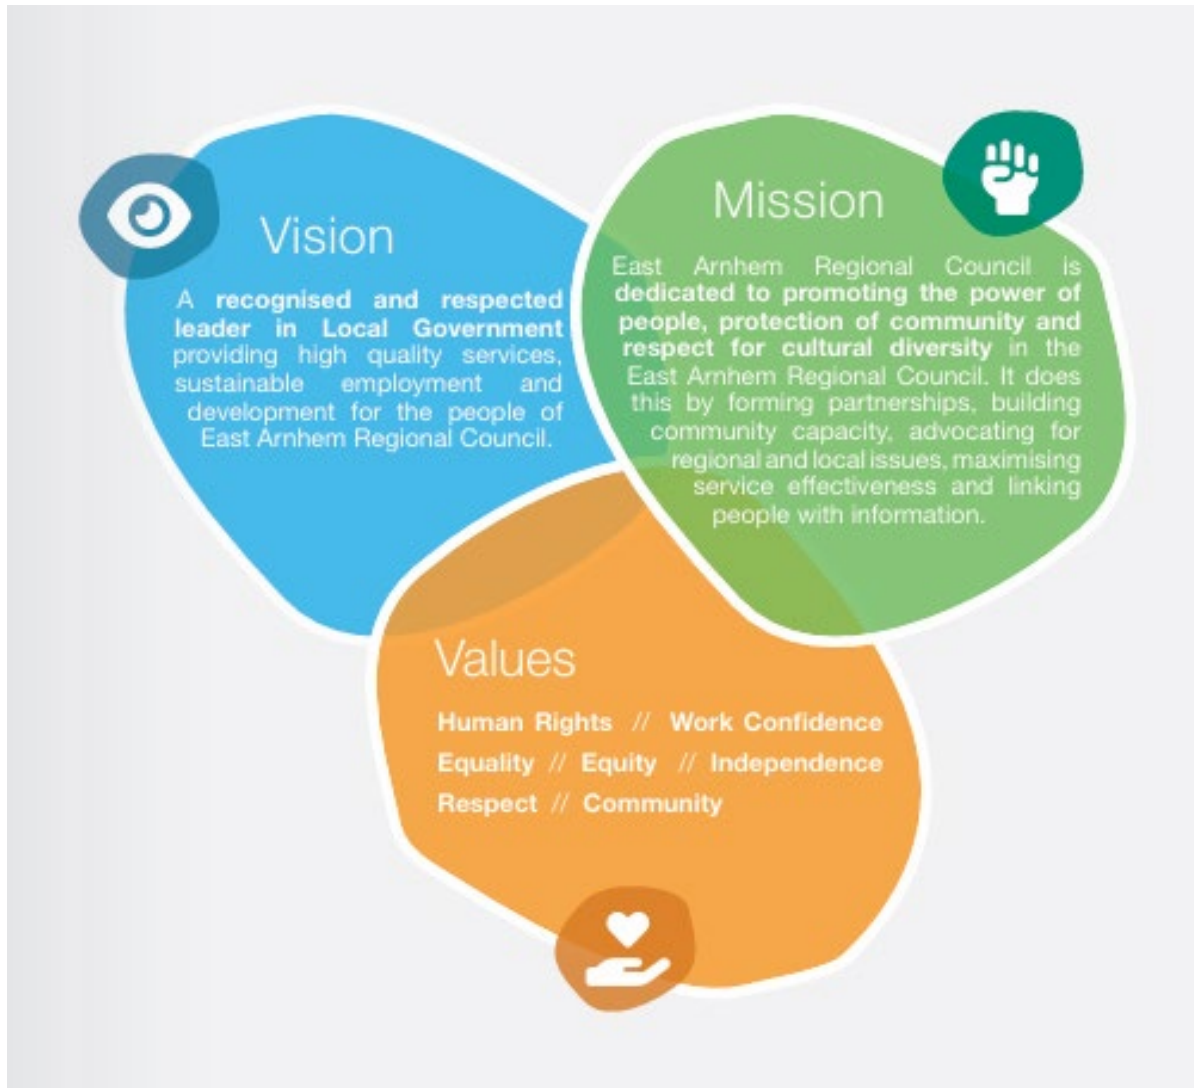 Vision
A recognised and respected
leader in Local Government
providing high quality services,
sustainable employment and
development for the people of
East Arnhem Regional Council.
Mission
East Arnhem Regional Council is
dedicated to promoting the power of
people, protection of community and
respect for cultural diversity in the
East Arnhem Regional Council. It does
this by forming partnerships, building
community capacity, advocating for
regional and local issues, maximising
service effectiveness and linking
people with information.
Values
Human Rights // Work Confidence
Equality // Equity // Independence
Respect // Community